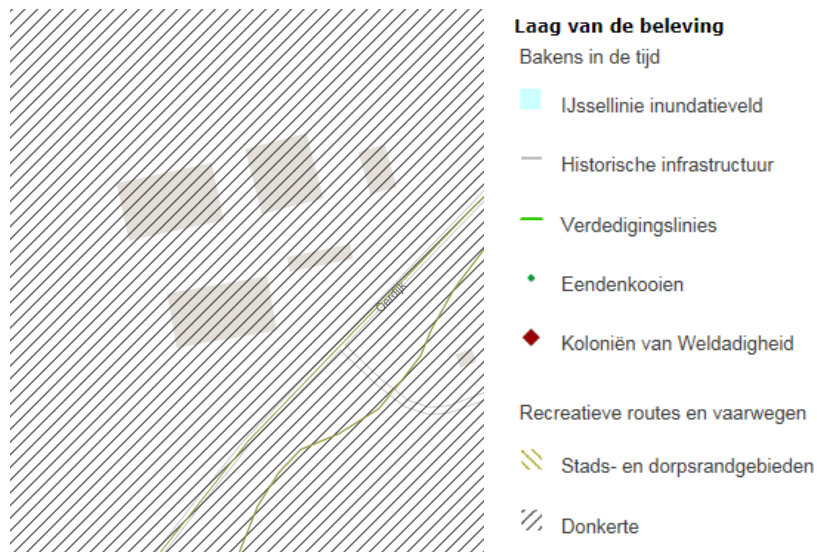 Laag van de beleving
Bakens in de tijd
IJssellinie inundatieveld
Historische infrastructuur
Verdedigingslinies
Eendenkooien
Koloniën van Weldadigheid
Recreatieve routes en vaarwegen
Stads- en dorpsrandgebieden
Donkerte
Oerdijk